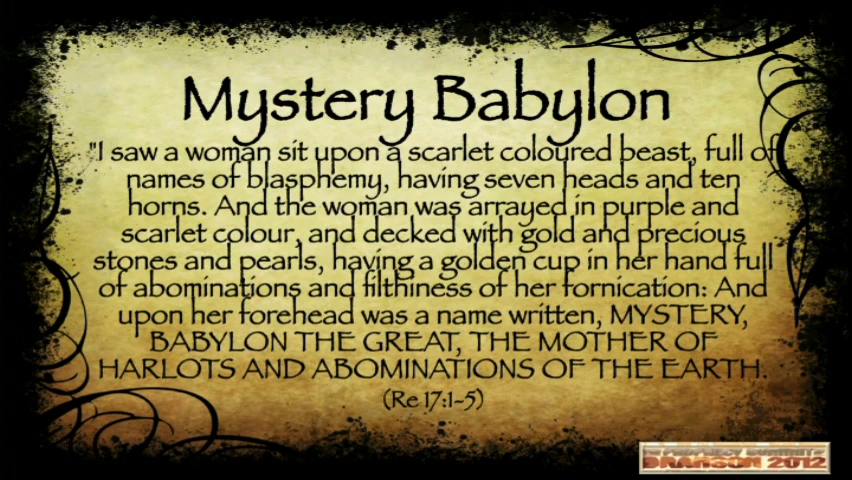 Mystery Babylon
"I saw a woman sit upon a scarlet coloured beast, full of
names of blasphemy, having seven heads and ten
horns. And the woman was arrayed in purple and
scarlet colour, and decked with gold and precious
stones and pearls, having a golden cup in her hand full
of abominations and filthiness of her fornication: And
upon her forehead was a name written, MYSTERY,
BABYLON THE GREAT, THE MOTHER OF
HARLOTS AND ABOMINATIONS OF THE EARTH.
(Re 17:1-5)
PROPHECY SUMMIT
BRANSON 2012